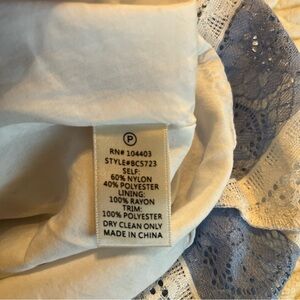 P
RN# 104403
STYLE#BC5723
SELF:
60% NYLON
40% POLYESTER
LINING:
100% RAYON
TRIM:
100% POLYESTER
DRY CLEAN ONLY
MADE IN CHINA